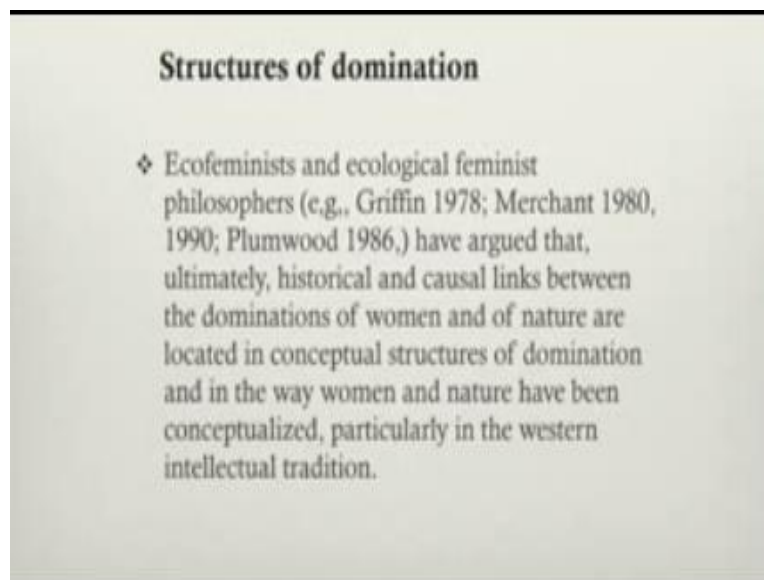 Structures of domination
❖ Ecofeminists and ecological feminist
philosophers (e.g., Griffin 1978; Merchant 1980,
1990; Plumwood 1986,) have argued that,
ultimately, historical and causal links between
the dominations of women and of nature are
located in conceptual structures of domination
and in the way women and nature have been
conceptualized, particularly in the western
intellectual tradition.